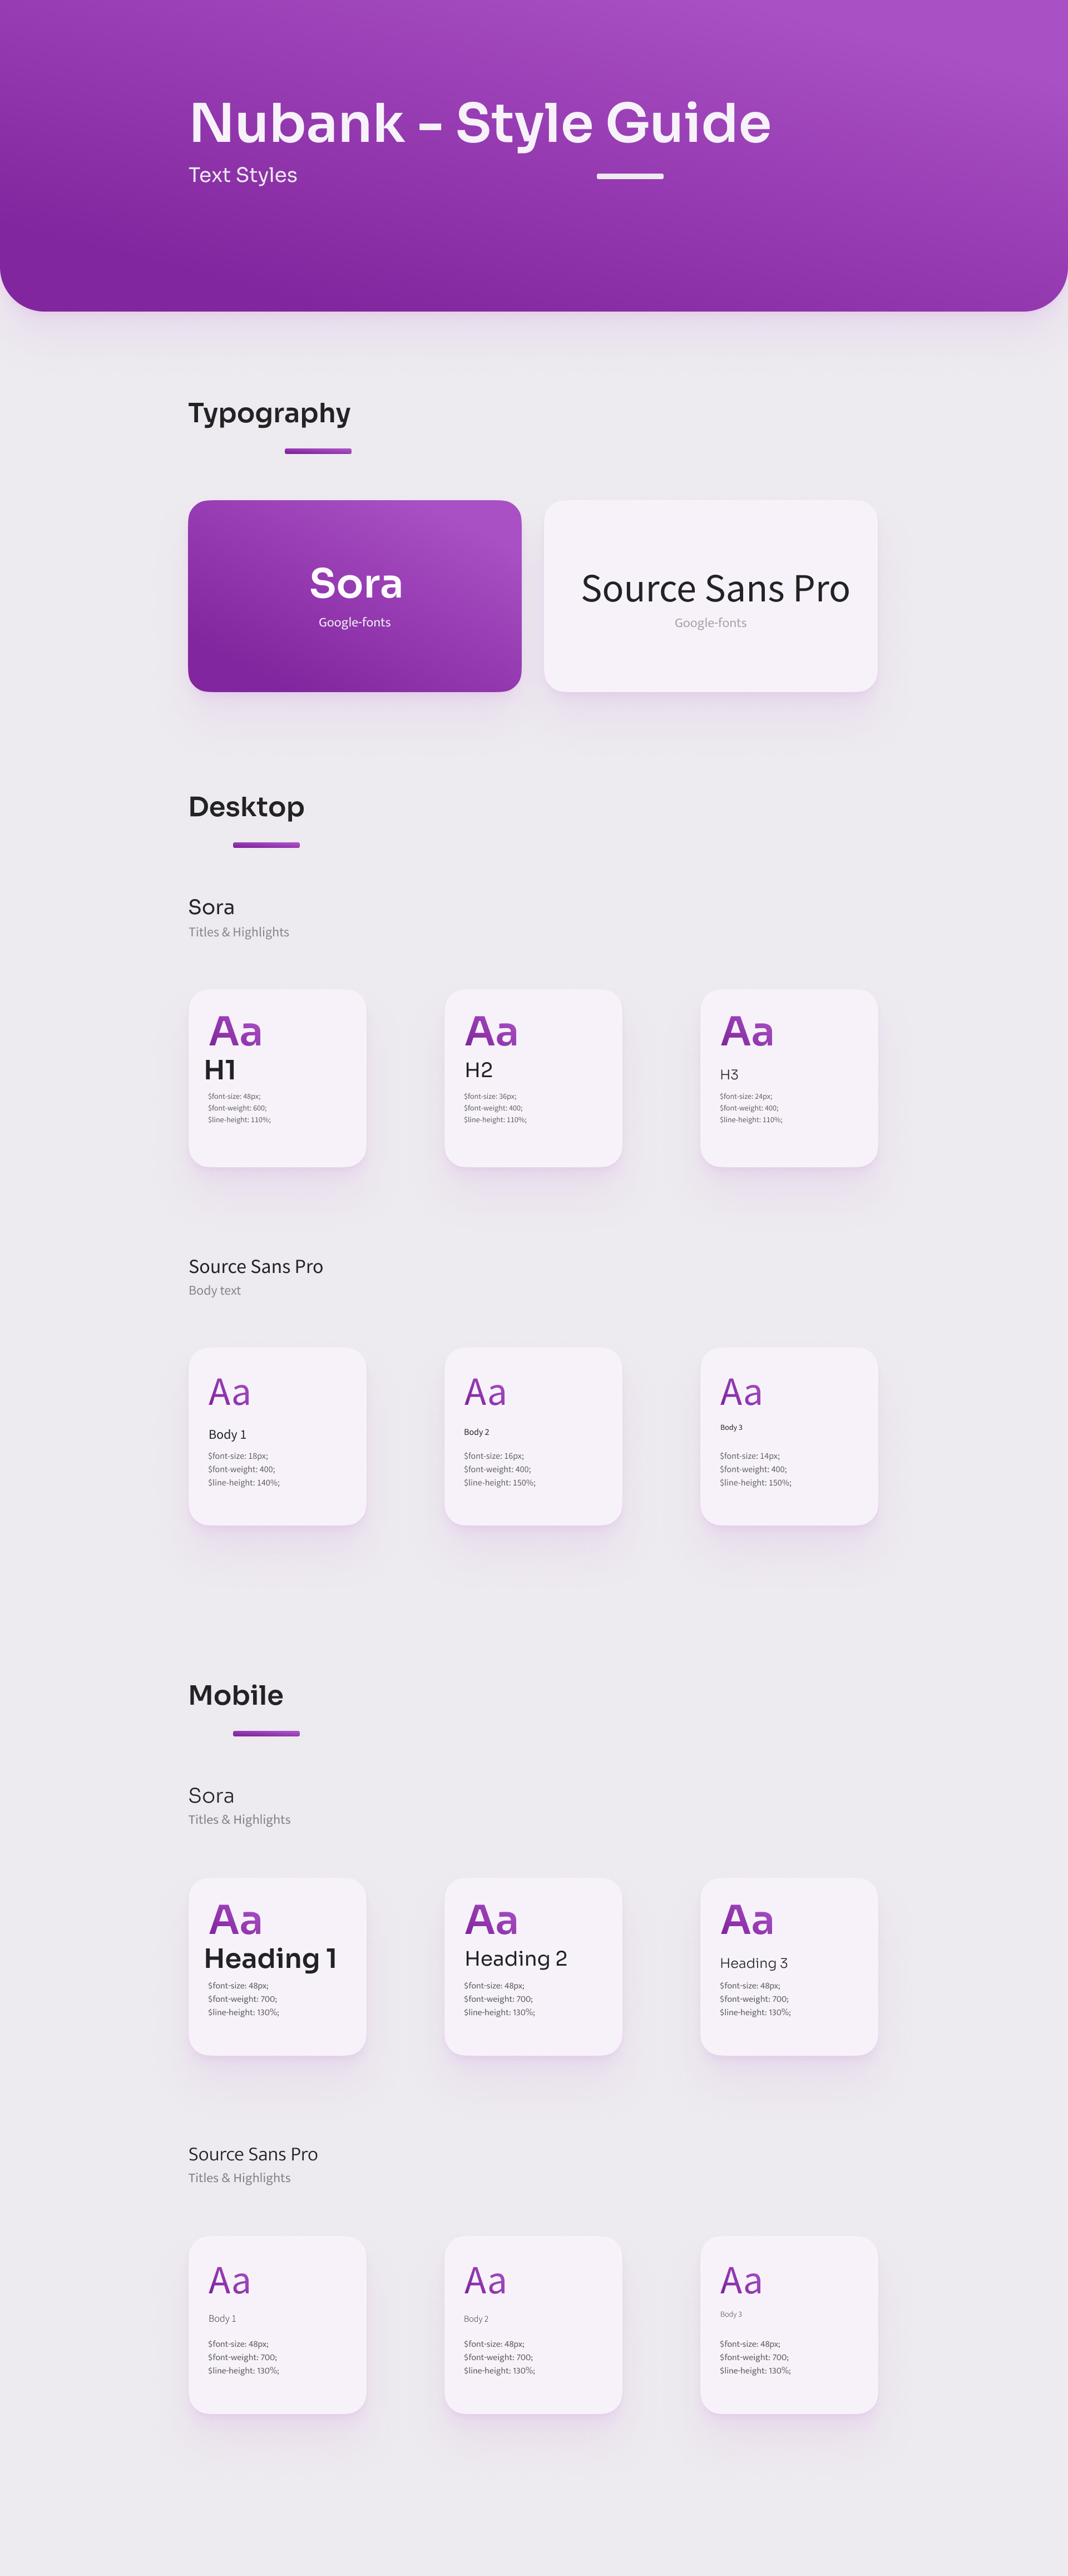 Nubank - Style Guide
Text Styles
Typography
Sora
Google-fonts
Source Sans Pro
Google-fonts
Desktop
Sora
Titles & Highlights
Aa
H1
$font-size: 48px;
$font-weight: 600;
$line-height: 110%;
Aa
H2
$font-size: 36px;
$font-weight: 400;
$line-height: 110%;
Aa
H3
$font-size: 24px;
$font-weight: 400;
$line-height: 110%;
Source Sans Pro
Body text
Aa
Body 1
$font-size: 18px;
$font-weight: 400;
$line-height: 140%;
Aa
Body 2
$font-size: 16px;
$font-weight: 400;
$line-height: 150%;
Aa
Body 3
$font-size: 14px;
$font-weight: 400;
$line-height: 150%;
Mobile
Sora
Titles & Highlights
Aa
Heading 1
$font-size: 48px;
$font-weight: 700;
$line-height: 130%;
Aa
Heading 2
$font-size: 48px;
$font-weight: 700;
$line-height: 130%;
Aa
Heading 3
$font-size: 48px;
$font-weight: 700;
$line-height: 130%;
Source Sans Pro
Titles & Highlights
Aa
Body 1
$font-size: 48px;
$font-weight: 700;
$line-height: 130%;
Aa
Body 2
$font-size: 48px;
$font-weight: 700;
$line-height: 130%;
Aa
Body 3
$font-size: 48px;
$font-weight: 700;
$line-height: 130%;